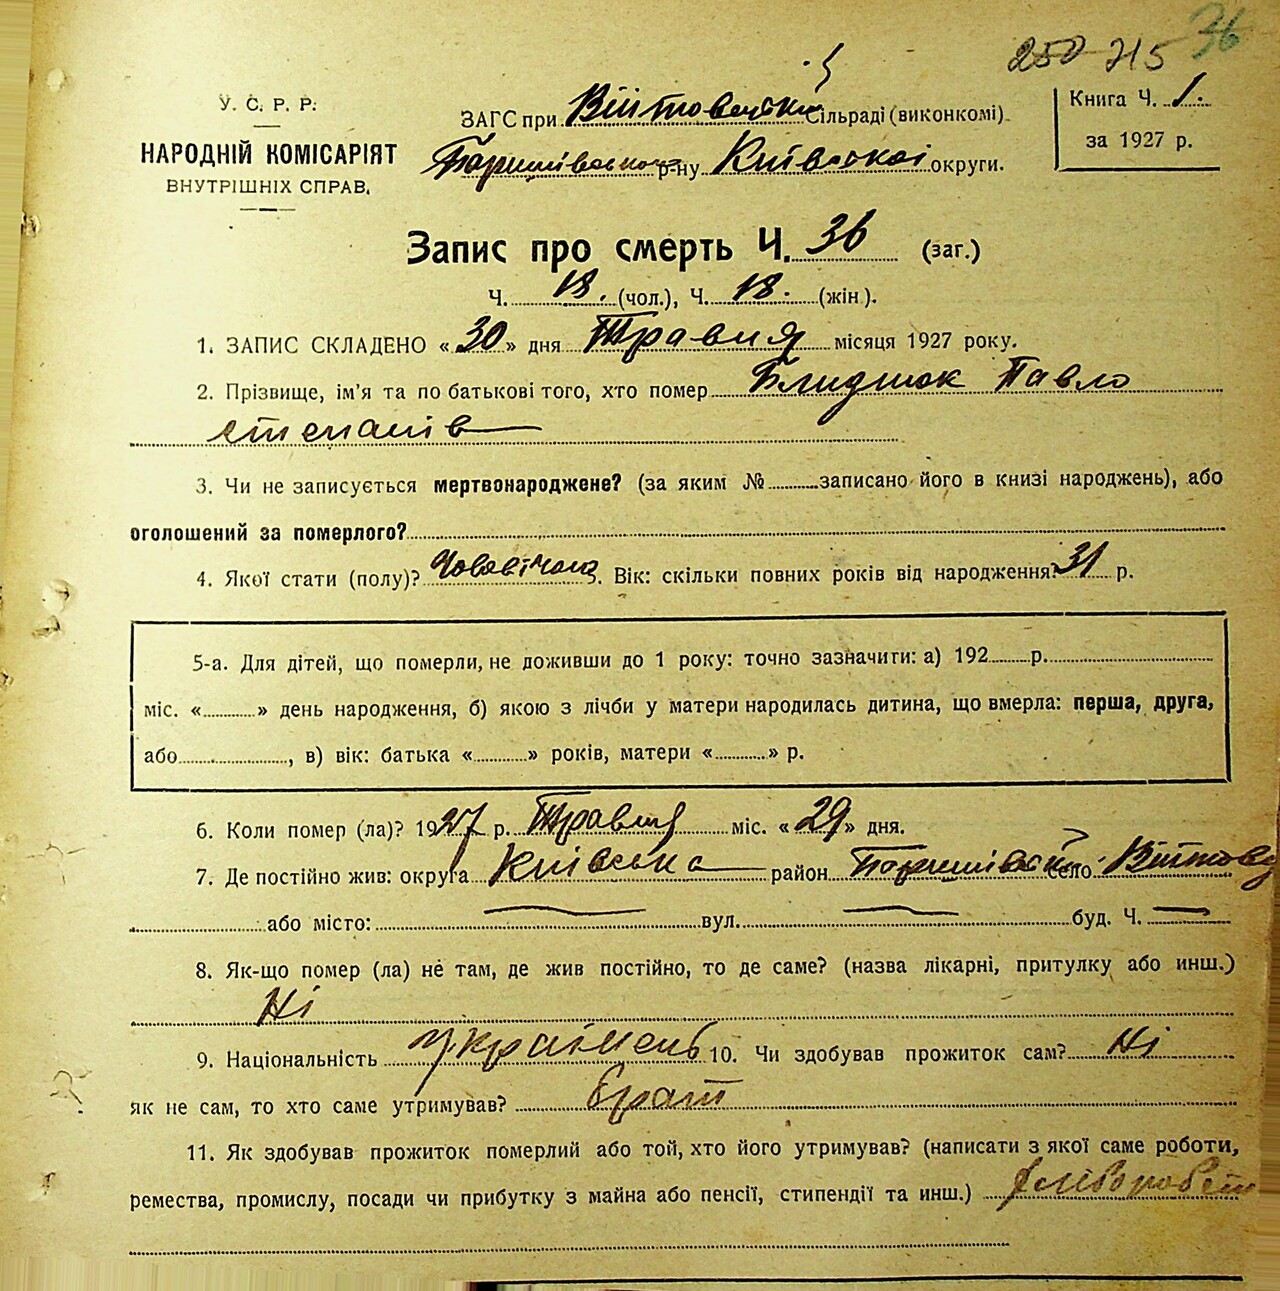 250 215 36
У. С. Р. Р.
НАРОДНІЙ КОМІСАРІЯТ
ВНУТРІШНІХ СПРАВ.
ЗАГС при Війтовській сільраді (виконкомі).
Баришівського р-ну Київської округи.
Книга Ч. 1.
за 1927 р.
Запис про смерть Ч. 36 (заг.)
Ч. 18. (чол.), Ч. 18. (жін).
1. ЗАПИС СКЛАДЕНО «30» дня Травня місяця 1927 року.
2. Прізвище, ім'я та по батькові того, хто помер Павло
степанів
3. Чи не записується мертвонароджене? (за яким № записано його в книзі народжень), або
оголошений за померлого?
4. Якої стати (полу)? 5. Вік: скільки повних років від народження: 31 р.
5-а. Для дітей, що померли, не доживши до 1 року: точно зазначити: а) 192 р.
міс. « » день народження, б) якою з лічби у матери народилась дитина, що вмерла: перша, друга,
або , в) вік: батька « » років, матери « » р.
6. Коли помер (ла)? 1927 р. Травня міс. «29» дня.
7. Де постійно жив: округа Київська район Баришівськ село Війтовц
або місто: — вул. — буд. Ч. —
8. Як-що помер (ла) не там, де жив постійно, то де саме? (назва лікарні, притулку або инш.)
Ні
9. Національність українець 10. Чи здобував прожиток сам? Ні
як не сам, то хто саме утримував? брат
11. Як здобував прожиток померлий або той, хто його утримував? (написати з якої саме роботи,
ремества, промислу, посади чи прибутку з майна або пенсії, стипендії та инш.)